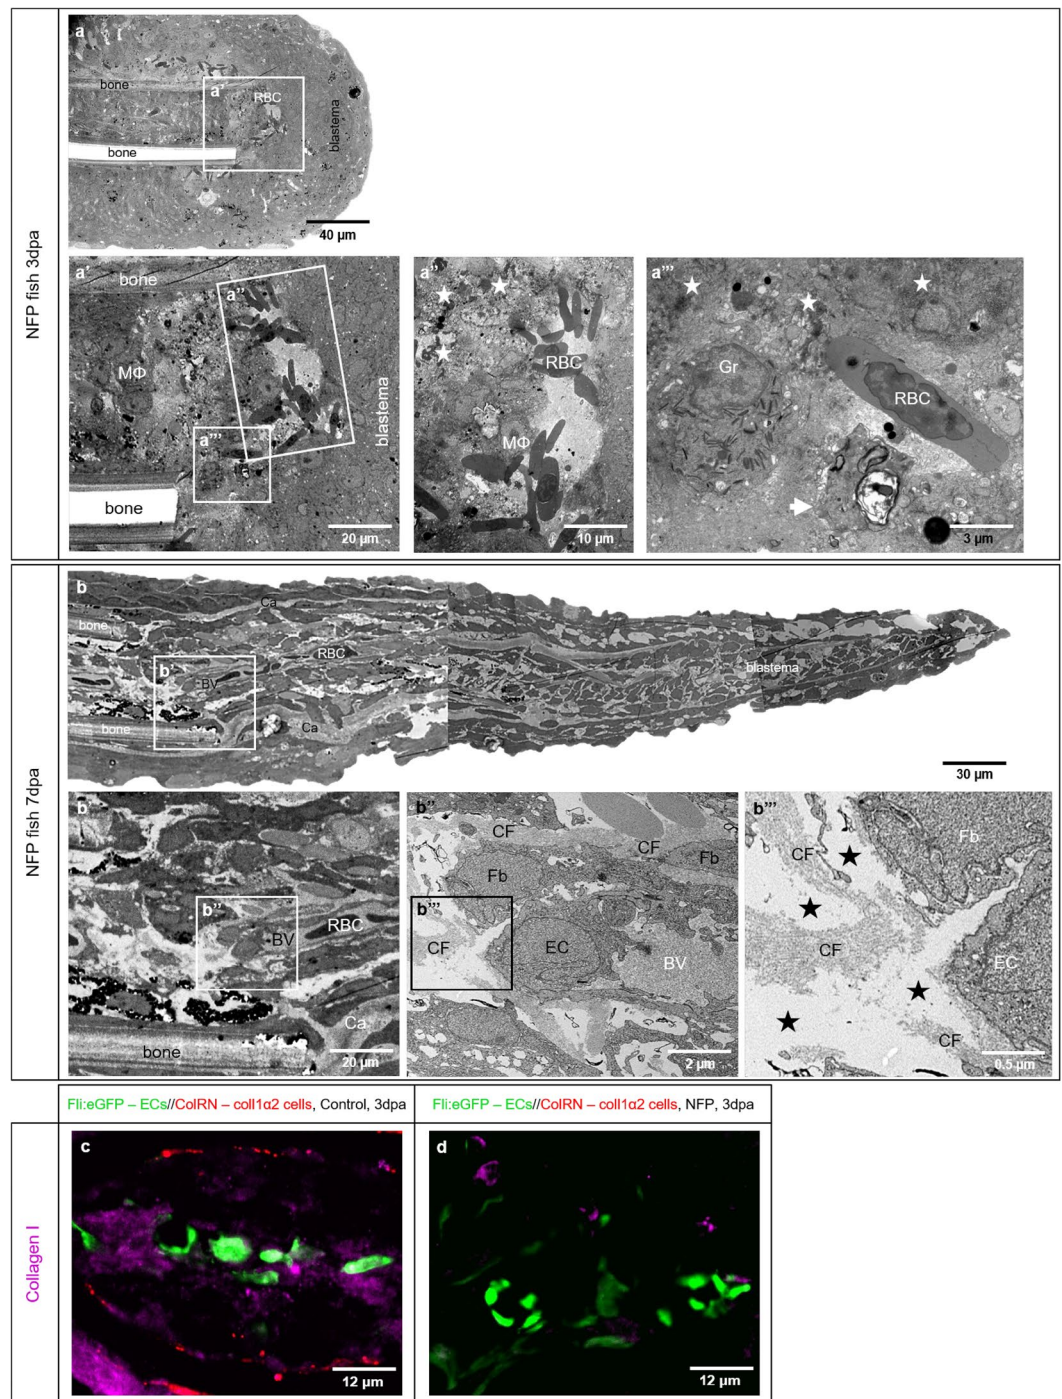 NFP fish 3dpa
a
bone
a'
RBC
bone
blastema
40 µm
a'
bone
a''
MΦ
a'''
blastema
bone
20 µm
a''
RBC
MΦ
10 µm
a'''
Gr
RBC
3 µm
NFP fish 7dpa
b
Ca
bone
RBC
b'
BV
blastema
bone
Ca
30 µm
b'
b''
BV
RBC
Ca
bone
20 µm
b''
CF
CF
Fb
Fb
b'''
CF
EC
BV
2 µm
b'''
Fb
CF
CF
EC
CF
0.5 µm
Fli:eGFP – ECs//ColRN – coll1α2 cells, Control, 3dpa
Fli:eGFP – ECs//ColRN – coll1α2 cells, NFP, 3dpa
Collagen I
c
12 µm
d
12 µm